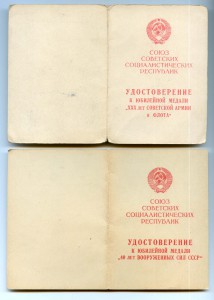 СОЮЗ
СОВЕТСКИХ
СОЦИАЛИСТИЧЕСКИХ
РЕСПУБЛИК
УДОСТОВЕРЕНИЕ
К ЮБИЛЕЙНОЙ МЕДАЛИ
„XXX ЛЕТ СОВЕТСКОЙ АРМИИ
и ФЛОТА“
СОЮЗ
СОВЕТСКИХ
СОЦИАЛИСТИЧЕСКИХ
РЕСПУБЛИК
УДОСТОВЕРЕНИЕ
К ЮБИЛЕЙНОЙ МЕДАЛИ
ЛЕТ ВООРУЖЕННЫХ СИЛ СССР“